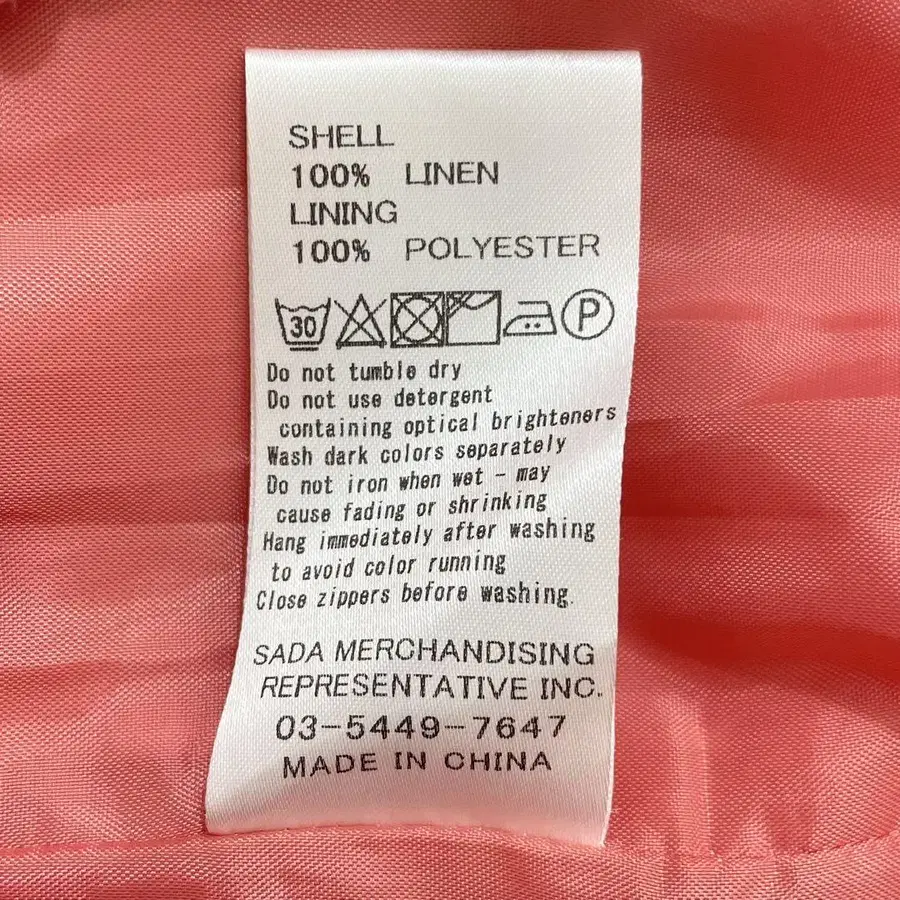 SHELL
100% LINEN
LINING
100% POLYESTER
30 P
Do not tumble dry
Do not use detergent
containing optical brighteners
Wash dark colors separately
Do not iron when wet - may
cause fading or shrinking
Hang immediately after washing
to avoid color running
Close zippers before washing.
SADA MERCHANDISING
REPRESENTATIVE INC.
03-5449-7647
MADE IN CHINA